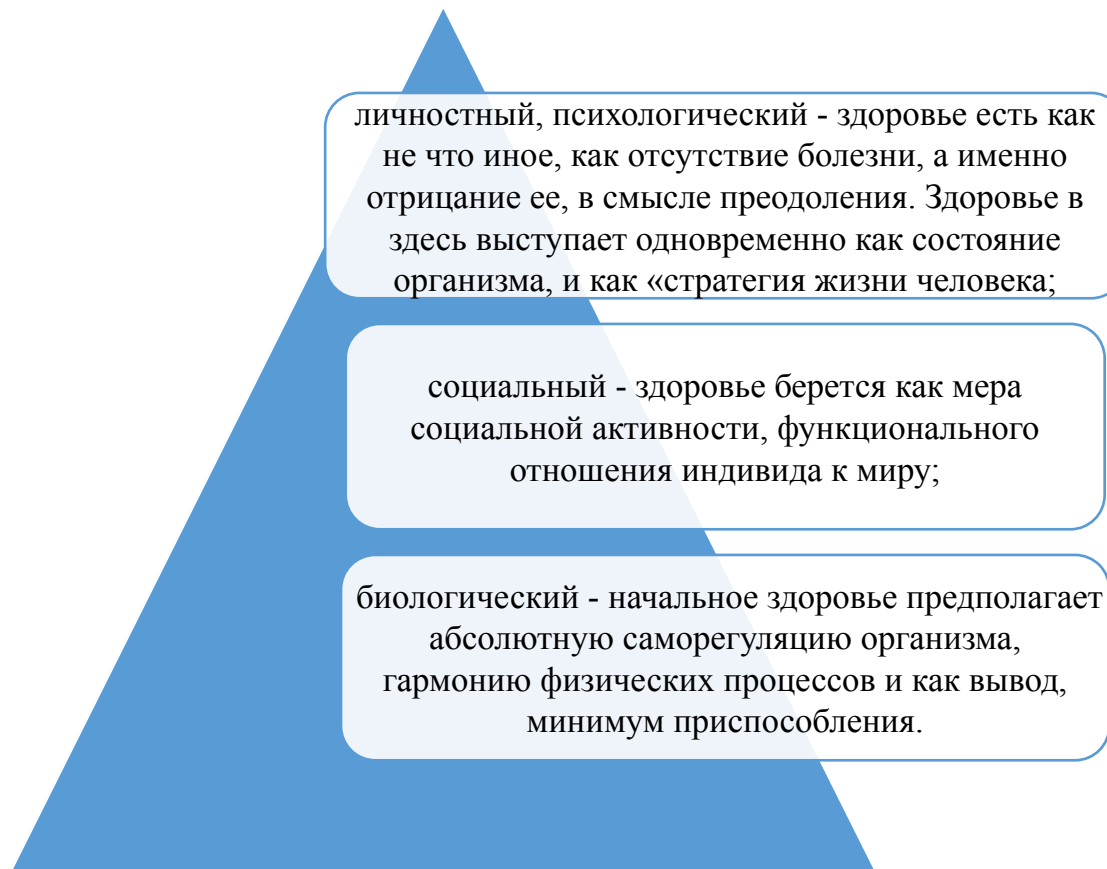 личностный, психологический - здоровье есть как
не что иное, как отсутствие болезни, а именно
отрицание ее, в смысле преодоления. Здоровье в
здесь выступает одновременно как состояние
организма, и как «стратегия жизни человека;
социальный - здоровье берется как мера
социальной активности, функционального
отношения индивида к миру;
биологический - начальное здоровье предполагает
абсолютную саморегуляцию организма,
гармонию физических процессов и как вывод,
минимум приспособления.